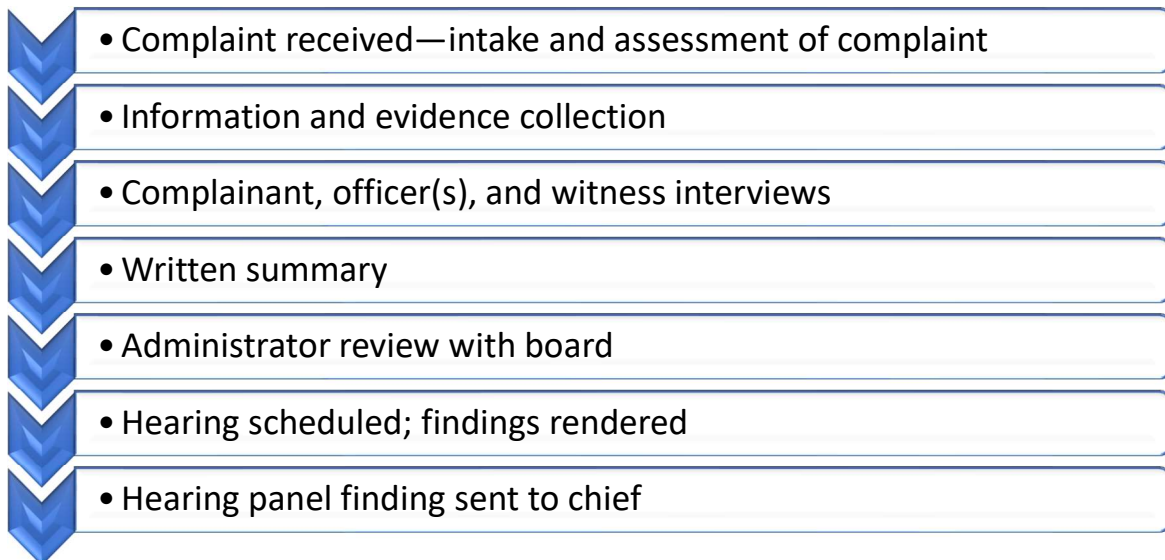 • Complaint received—intake and assessment of complaint
• Information and evidence collection
• Complainant, officer(s), and witness interviews
• Written summary
• Administrator review with board
• Hearing scheduled; findings rendered
• Hearing panel finding sent to chief